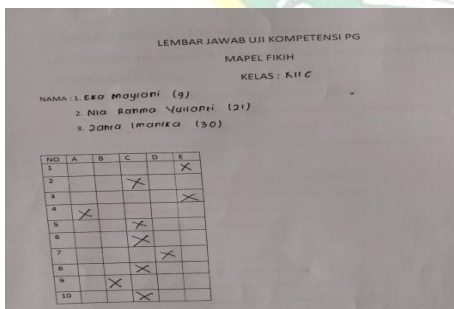 LEMBAR JAWAB UJI KOMPETENSI PG
MAPEL FIKIH
KELAS : XII C
NAMA : 1. Eka Mayrani (9)
2. Nia Rahma Yulianti (21)
3. Zahra Imanika (30)
NO A B C D E
1 X
2 X
3 X
4 X
5 X
6 X
7 X
8 X
9 X
10 X